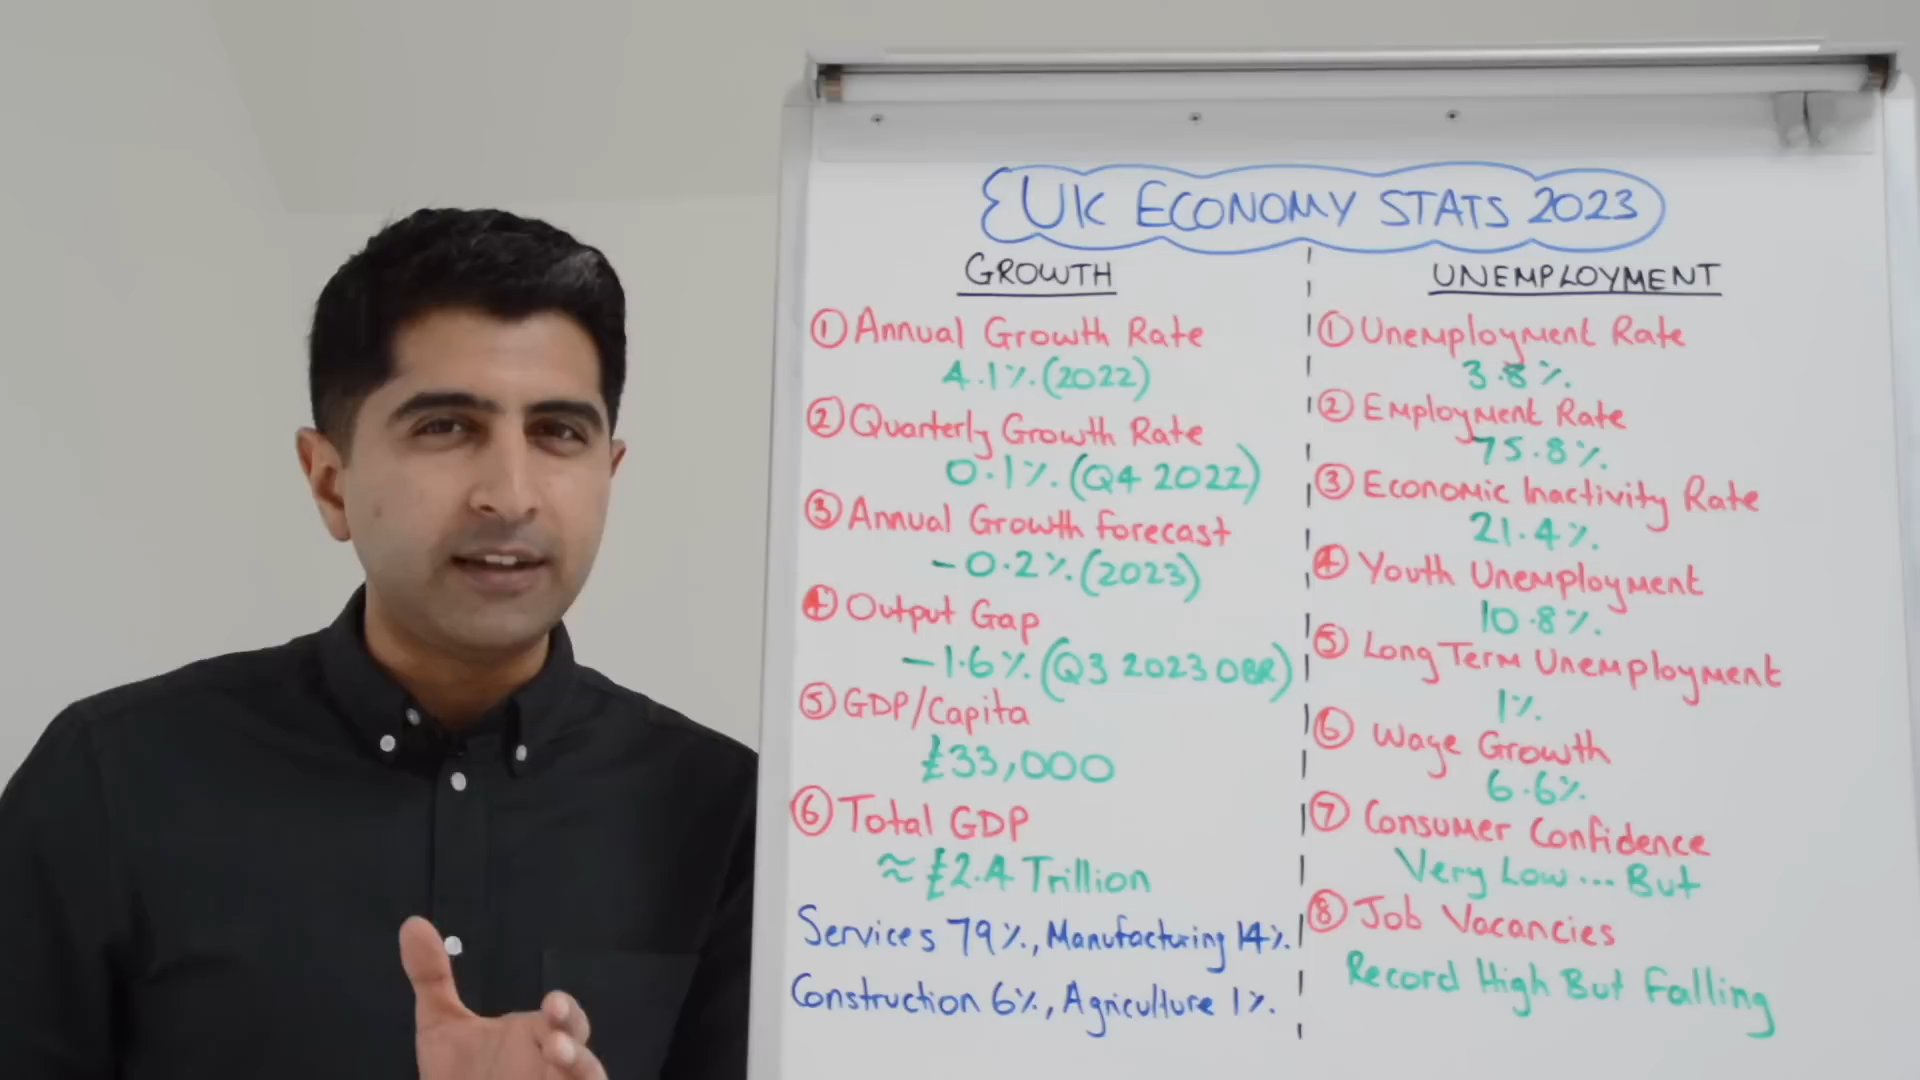 UK ECONOMY STATS 2023
GROWTH
① Annual Growth Rate
4.1% (2022)
② Quarterly Growth Rate
0.1% (Q4 2022)
③ Annual Growth Forecast
-0.2% (2023)
④ Output Gap
-1.6% (Q3 2023 OBR)
⑤ GDP/Capita
£33,000
⑥ Total GDP
≈ £2.4 Trillion
Services 79%, Manufacturing 14%.
Construction 6%, Agriculture 1%.
UNEMPLOYMENT
① Unemployment Rate
3.8%
② Employment Rate
75.8%
③ Economic Inactivity Rate
21.4%
④ Youth Unemployment
10.8%
⑤ Long Term Unemployment
1%
⑥ Wage Growth
6.6%
⑦ Consumer Confidence
Very Low... But
⑧ Job Vacancies
Record High But Falling